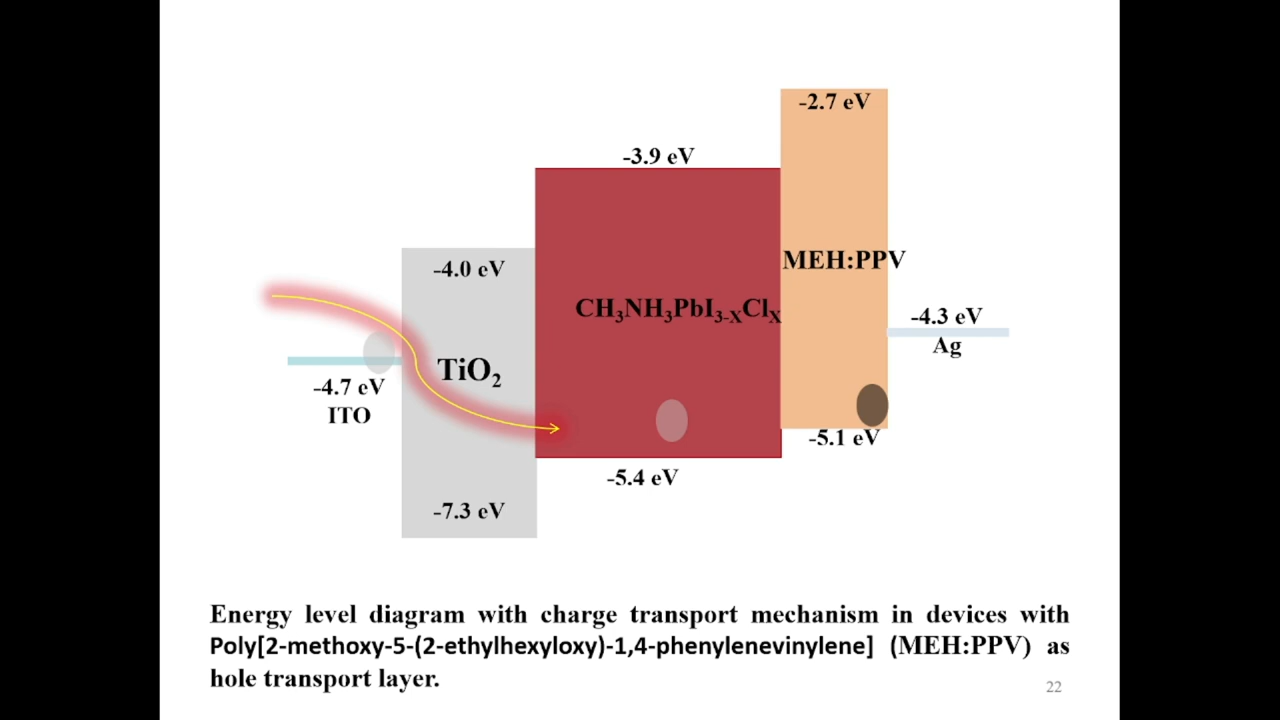 -2.7 eV
-3.9 eV
MEH:PPV
-4.0 eV
CH₃NH₃PbI₃₋ₓClₓ
-4.3 eV
Ag
TiO₂
-4.7 eV
ITO
-5.1 eV
-5.4 eV
-7.3 eV
Energy level diagram with charge transport mechanism in devices with
Poly[2-methoxy-5-(2-ethylhexyloxy)-1,4-phenylenevinylene] (MEH:PPV) as
hole transport layer.
22